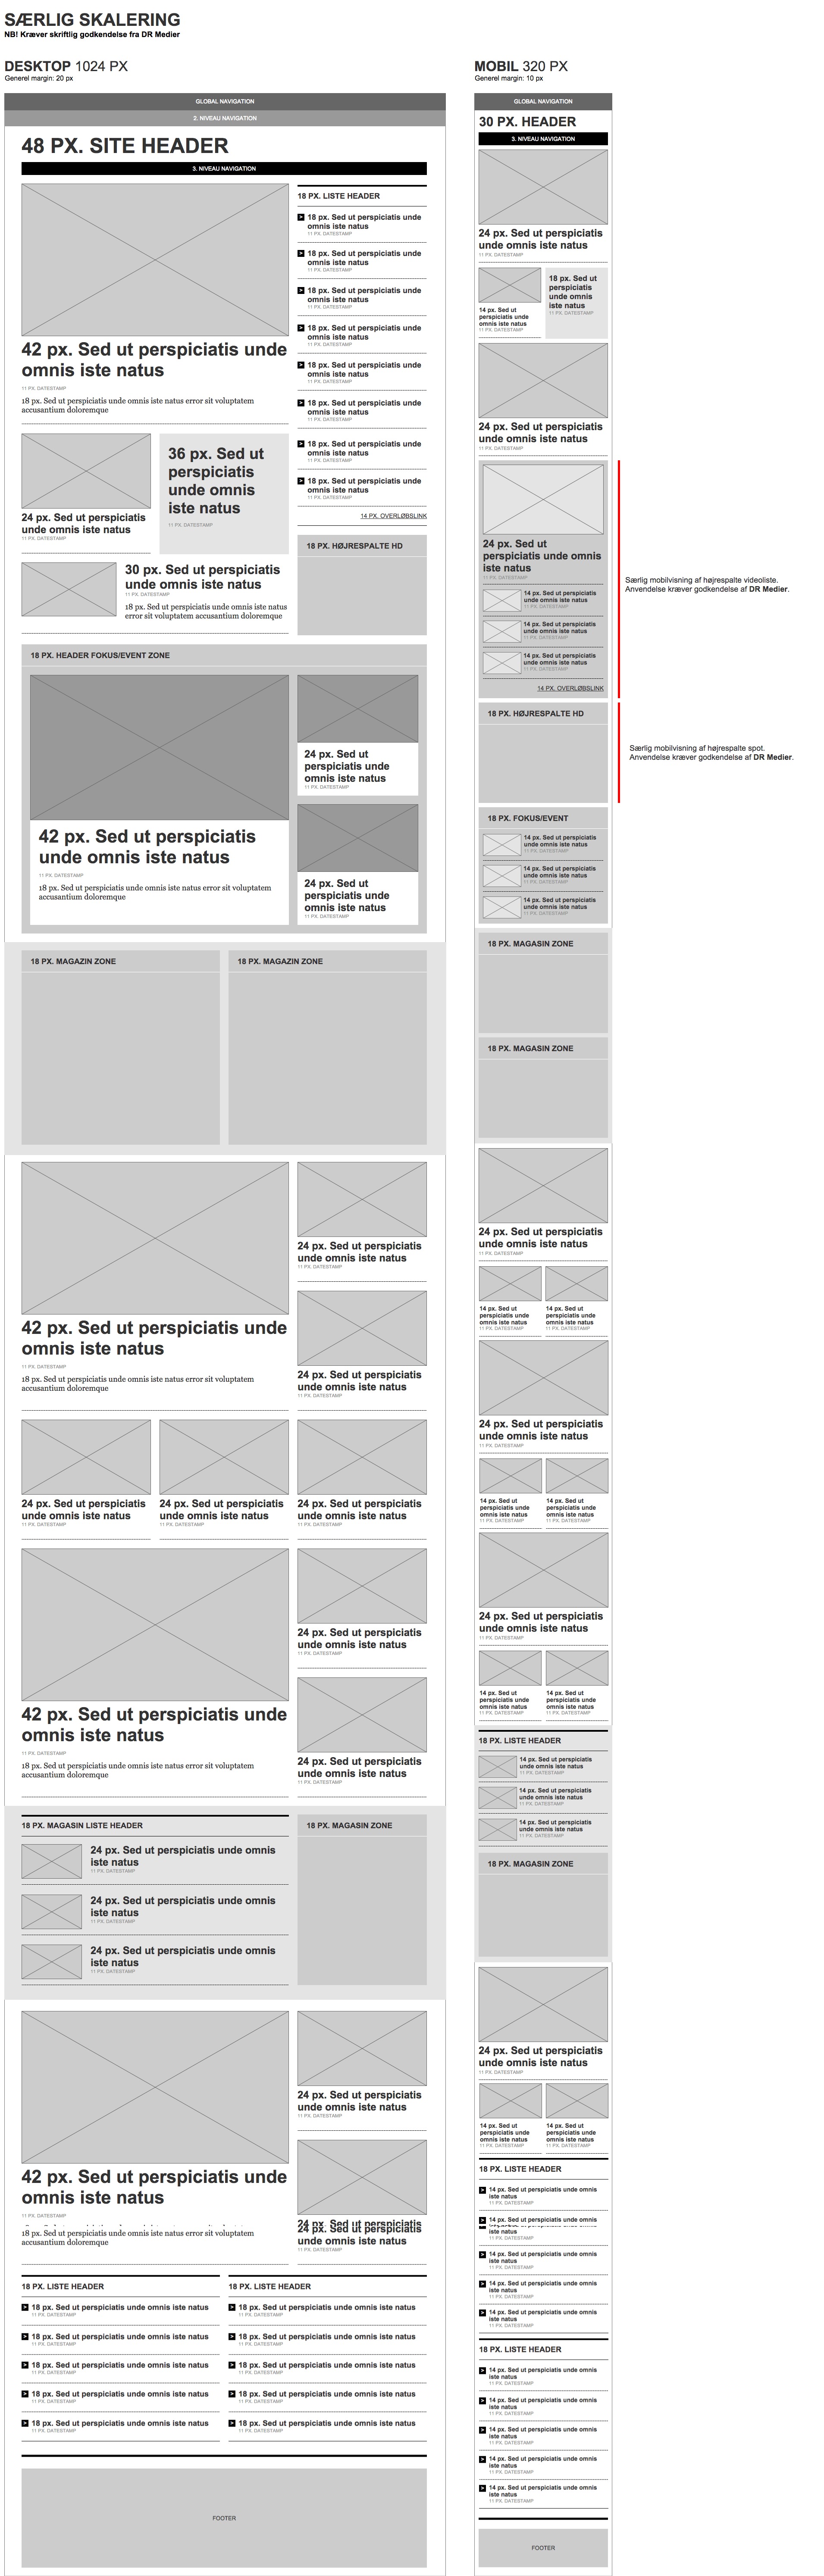 SÆRLIG SKALERING
NB! Kræver skriftlig godkendelse fra DR Medier
DESKTOP 1024 PX
Generel margin: 20 px
GLOBAL NAVIGATION
2. NIVEAU NAVIGATION
48 PX. SITE HEADER
3. NIVEAU NAVIGATION
42 px. Sed ut perspiciatis unde
omnis iste natus
11 PX. DATESTAMP
18 px. Sed ut perspiciatis unde omnis iste natus error sit voluptatem
accusantium doloremque
24 px. Sed ut perspiciatis
unde omnis iste natus
11 PX. DATESTAMP
36 px. Sed ut
perspiciatis
unde omnis
iste natus
11 PX. DATESTAMP
30 px. Sed ut perspiciatis
unde omnis iste natus
11 PX. DATESTAMP
18 px. Sed ut perspiciatis unde omnis iste natus
error sit voluptatem accusantium doloremque
18 PX. LISTE HEADER
18 px. Sed ut perspiciatis unde
omnis iste natus
11 PX. DATESTAMP
18 px. Sed ut perspiciatis unde
omnis iste natus
11 PX. DATESTAMP
18 px. Sed ut perspiciatis unde
omnis iste natus
11 PX. DATESTAMP
18 px. Sed ut perspiciatis unde
omnis iste natus
11 PX. DATESTAMP
18 px. Sed ut perspiciatis unde
omnis iste natus
11 PX. DATESTAMP
18 px. Sed ut perspiciatis unde
omnis iste natus
11 PX. DATESTAMP
18 px. Sed ut perspiciatis unde
omnis iste natus
11 PX. DATESTAMP
18 px. Sed ut perspiciatis unde
omnis iste natus
11 PX. DATESTAMP
14 PX. OVERLØBSLINK
18 PX. HØJRESPALTE HD
18 PX. HEADER FOKUS/EVENT ZONE
42 px. Sed ut perspiciatis
unde omnis iste natus
11 PX. DATESTAMP
18 px. Sed ut perspiciatis unde omnis iste natus error sit voluptatem
accusantium doloremque
24 px. Sed ut
perspiciatis unde
omnis iste natus
11 PX. DATESTAMP
24 px. Sed ut
perspiciatis unde
omnis iste natus
11 PX. DATESTAMP
18 PX. MAGAZIN ZONE
18 PX. MAGAZIN ZONE
42 px. Sed ut perspiciatis unde
omnis iste natus
11 PX. DATESTAMP
18 px. Sed ut perspiciatis unde omnis iste natus error sit voluptatem
accusantium doloremque
24 px. Sed ut perspiciatis
unde omnis iste natus
11 PX. DATESTAMP
24 px. Sed ut perspiciatis
unde omnis iste natus
11 PX. DATESTAMP
24 px. Sed ut perspiciatis
unde omnis iste natus
11 PX. DATESTAMP
24 px. Sed ut perspiciatis
unde omnis iste natus
11 PX. DATESTAMP
24 px. Sed ut perspiciatis
unde omnis iste natus
11 PX. DATESTAMP
42 px. Sed ut perspiciatis unde
omnis iste natus
11 PX. DATESTAMP
18 px. Sed ut perspiciatis unde omnis iste natus error sit voluptatem
accusantium doloremque
24 px. Sed ut perspiciatis
unde omnis iste natus
11 PX. DATESTAMP
24 px. Sed ut perspiciatis
unde omnis iste natus
11 PX. DATESTAMP
18 PX. MAGASIN LISTE HEADER
24 px. Sed ut perspiciatis unde omnis
iste natus
11 PX. DATESTAMP
24 px. Sed ut perspiciatis unde omnis
iste natus
11 PX. DATESTAMP
24 px. Sed ut perspiciatis unde omnis
iste natus
11 PX. DATESTAMP
18 PX. MAGASIN ZONE
42 px. Sed ut perspiciatis unde
omnis iste natus
11 PX. DATESTAMP
18 px. Sed ut perspiciatis unde omnis iste natus error sit voluptatem
accusantium doloremque
24 px. Sed ut perspiciatis
unde omnis iste natus
11 PX. DATESTAMP
24 px. Sed ut perspiciatis
24 px. Sed ut perspiciatis
unde omnis iste natus
11 PX. DATESTAMP
18 PX. LISTE HEADER
18 px. Sed ut perspiciatis unde omnis iste natus
11 PX. DATESTAMP
18 px. Sed ut perspiciatis unde omnis iste natus
11 PX. DATESTAMP
18 px. Sed ut perspiciatis unde omnis iste natus
11 PX. DATESTAMP
18 px. Sed ut perspiciatis unde omnis iste natus
11 PX. DATESTAMP
18 px. Sed ut perspiciatis unde omnis iste natus
11 PX. DATESTAMP
18 PX. LISTE HEADER
18 px. Sed ut perspiciatis unde omnis iste natus
11 PX. DATESTAMP
18 px. Sed ut perspiciatis unde omnis iste natus
11 PX. DATESTAMP
18 px. Sed ut perspiciatis unde omnis iste natus
11 PX. DATESTAMP
18 px. Sed ut perspiciatis unde omnis iste natus
11 PX. DATESTAMP
18 px. Sed ut perspiciatis unde omnis iste natus
11 PX. DATESTAMP
FOOTER
MOBIL 320 PX
Generel margin: 10 px
GLOBAL NAVIGATION
30 PX. HEADER
3. NIVEAU NAVIGATION
24 px. Sed ut perspiciatis
unde omnis iste natus
11 PX. DATESTAMP
14 px. Sed ut
perspiciatis unde
omnis iste natus
11 PX. DATESTAMP
18 px. Sed ut
perspiciatis
unde omnis
iste natus
11 PX. DATESTAMP
24 px. Sed ut perspiciatis
unde omnis iste natus
11 PX. DATESTAMP
24 px. Sed ut
perspiciatis unde omnis
iste natus
11 PX. DATESTAMP
14 px. Sed ut perspiciatis
unde omnis iste natus
11 PX. DATESTAMP
14 px. Sed ut perspiciatis
unde omnis iste natus
11 PX. DATESTAMP
14 px. Sed ut perspiciatis
unde omnis iste natus
11 PX. DATESTAMP
14 PX. OVERLØBSLINK
Særlig mobilvisning af højrespalte videoliste.
Anvendelse kræver godkendelse af DR Medier.
18 PX. HØJRESPALTE HD
Særlig mobilvisning af højrespalte spot.
Anvendelse kræver godkendelse af DR Medier.
18 PX. FOKUS/EVENT
14 px. Sed ut perspiciatis
unde omnis iste natus
11 PX. DATESTAMP
14 px. Sed ut perspiciatis
unde omnis iste natus
11 PX. DATESTAMP
14 px. Sed ut perspiciatis
unde omnis iste natus
11 PX. DATESTAMP
18 PX. MAGASIN ZONE
18 PX. MAGASIN ZONE
24 px. Sed ut perspiciatis
unde omnis iste natus
11 PX. DATESTAMP
14 px. Sed ut
perspiciatis unde
omnis iste natus
11 PX. DATESTAMP
14 px. Sed ut
perspiciatis unde
omnis iste natus
11 PX. DATESTAMP
24 px. Sed ut perspiciatis
unde omnis iste natus
11 PX. DATESTAMP
14 px. Sed ut
perspiciatis unde
omnis iste natus
11 PX. DATESTAMP
14 px. Sed ut
perspiciatis unde
omnis iste natus
11 PX. DATESTAMP
24 px. Sed ut perspiciatis
unde omnis iste natus
11 PX. DATESTAMP
14 px. Sed ut
perspiciatis unde
omnis iste natus
11 PX. DATESTAMP
14 px. Sed ut
perspiciatis unde
omnis iste natus
11 PX. DATESTAMP
18 PX. LISTE HEADER
14 px. Sed ut perspiciatis
unde omnis iste natus
11 PX. DATESTAMP
14 px. Sed ut perspiciatis
unde omnis iste natus
11 PX. DATESTAMP
14 px. Sed ut perspiciatis
unde omnis iste natus
11 PX. DATESTAMP
18 PX. MAGASIN ZONE
24 px. Sed ut perspiciatis
unde omnis iste natus
11 PX. DATESTAMP
14 px. Sed ut
perspiciatis unde
omnis iste natus
11 PX. DATESTAMP
14 px. Sed ut
perspiciatis unde
omnis iste natus
11 PX. DATESTAMP
18 PX. LISTE HEADER
14 px. Sed ut perspiciatis unde omnis
iste natus
11 PX. DATESTAMP
14 px. Sed ut perspiciatis unde omnis
iste natus
11 PX. DATESTAMP
14 px. Sed ut perspiciatis unde omnis
iste natus
11 PX. DATESTAMP
14 px. Sed ut perspiciatis unde omnis
iste natus
11 PX. DATESTAMP
14 px. Sed ut perspiciatis unde omnis
iste natus
11 PX. DATESTAMP
18 PX. LISTE HEADER
14 px. Sed ut perspiciatis unde omnis
iste natus
11 PX. DATESTAMP
14 px. Sed ut perspiciatis unde omnis
iste natus
11 PX. DATESTAMP
14 px. Sed ut perspiciatis unde omnis
iste natus
11 PX. DATESTAMP
14 px. Sed ut perspiciatis unde omnis
iste natus
11 PX. DATESTAMP
14 px. Sed ut perspiciatis unde omnis
iste natus
11 PX. DATESTAMP
FOOTER